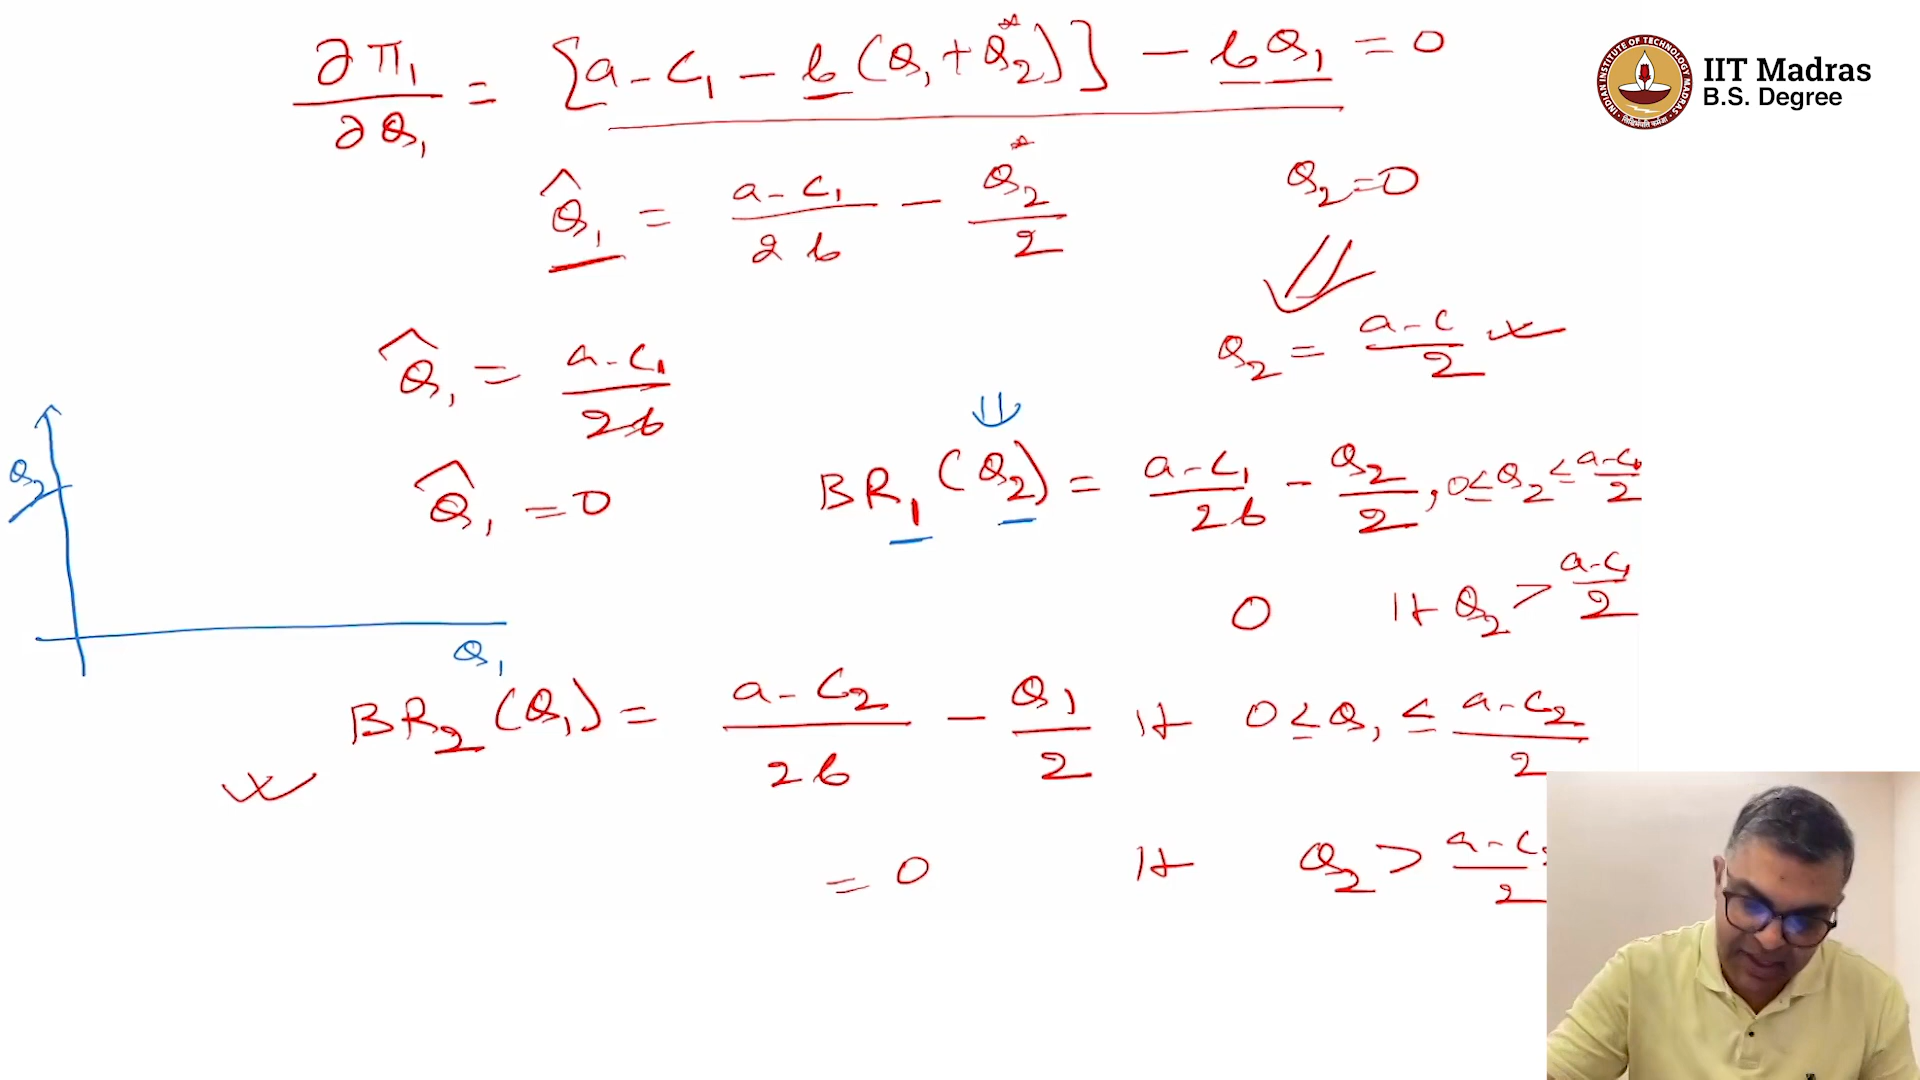 ∂π₁/∂Q₁ = {a - c₁ - b(Q₁ + Q₂*)} - bQ₁ = 0
IIT Madras
B.S. Degree
Q̂₁ = (a - c₁)/2b - Q₂*/2
Q₂ = 0
Q₂ = (a - c)/2
Q̂₁ = (a - c₁)/2b
Q̂₁ = 0
BR₁(Q₂) = (a - c₁)/2b - Q₂/2, 0 ≤ Q₂ ≤ (a - c₁)/2
0 If Q₂ > (a - c₁)/2
Q₂
Q₁
BR₂(Q₁) = (a - c₂)/2b - Q₁/2 If 0 ≤ Q₁ ≤ (a - c₂)/2
= 0 If Q₂ > (a - c₂)/2